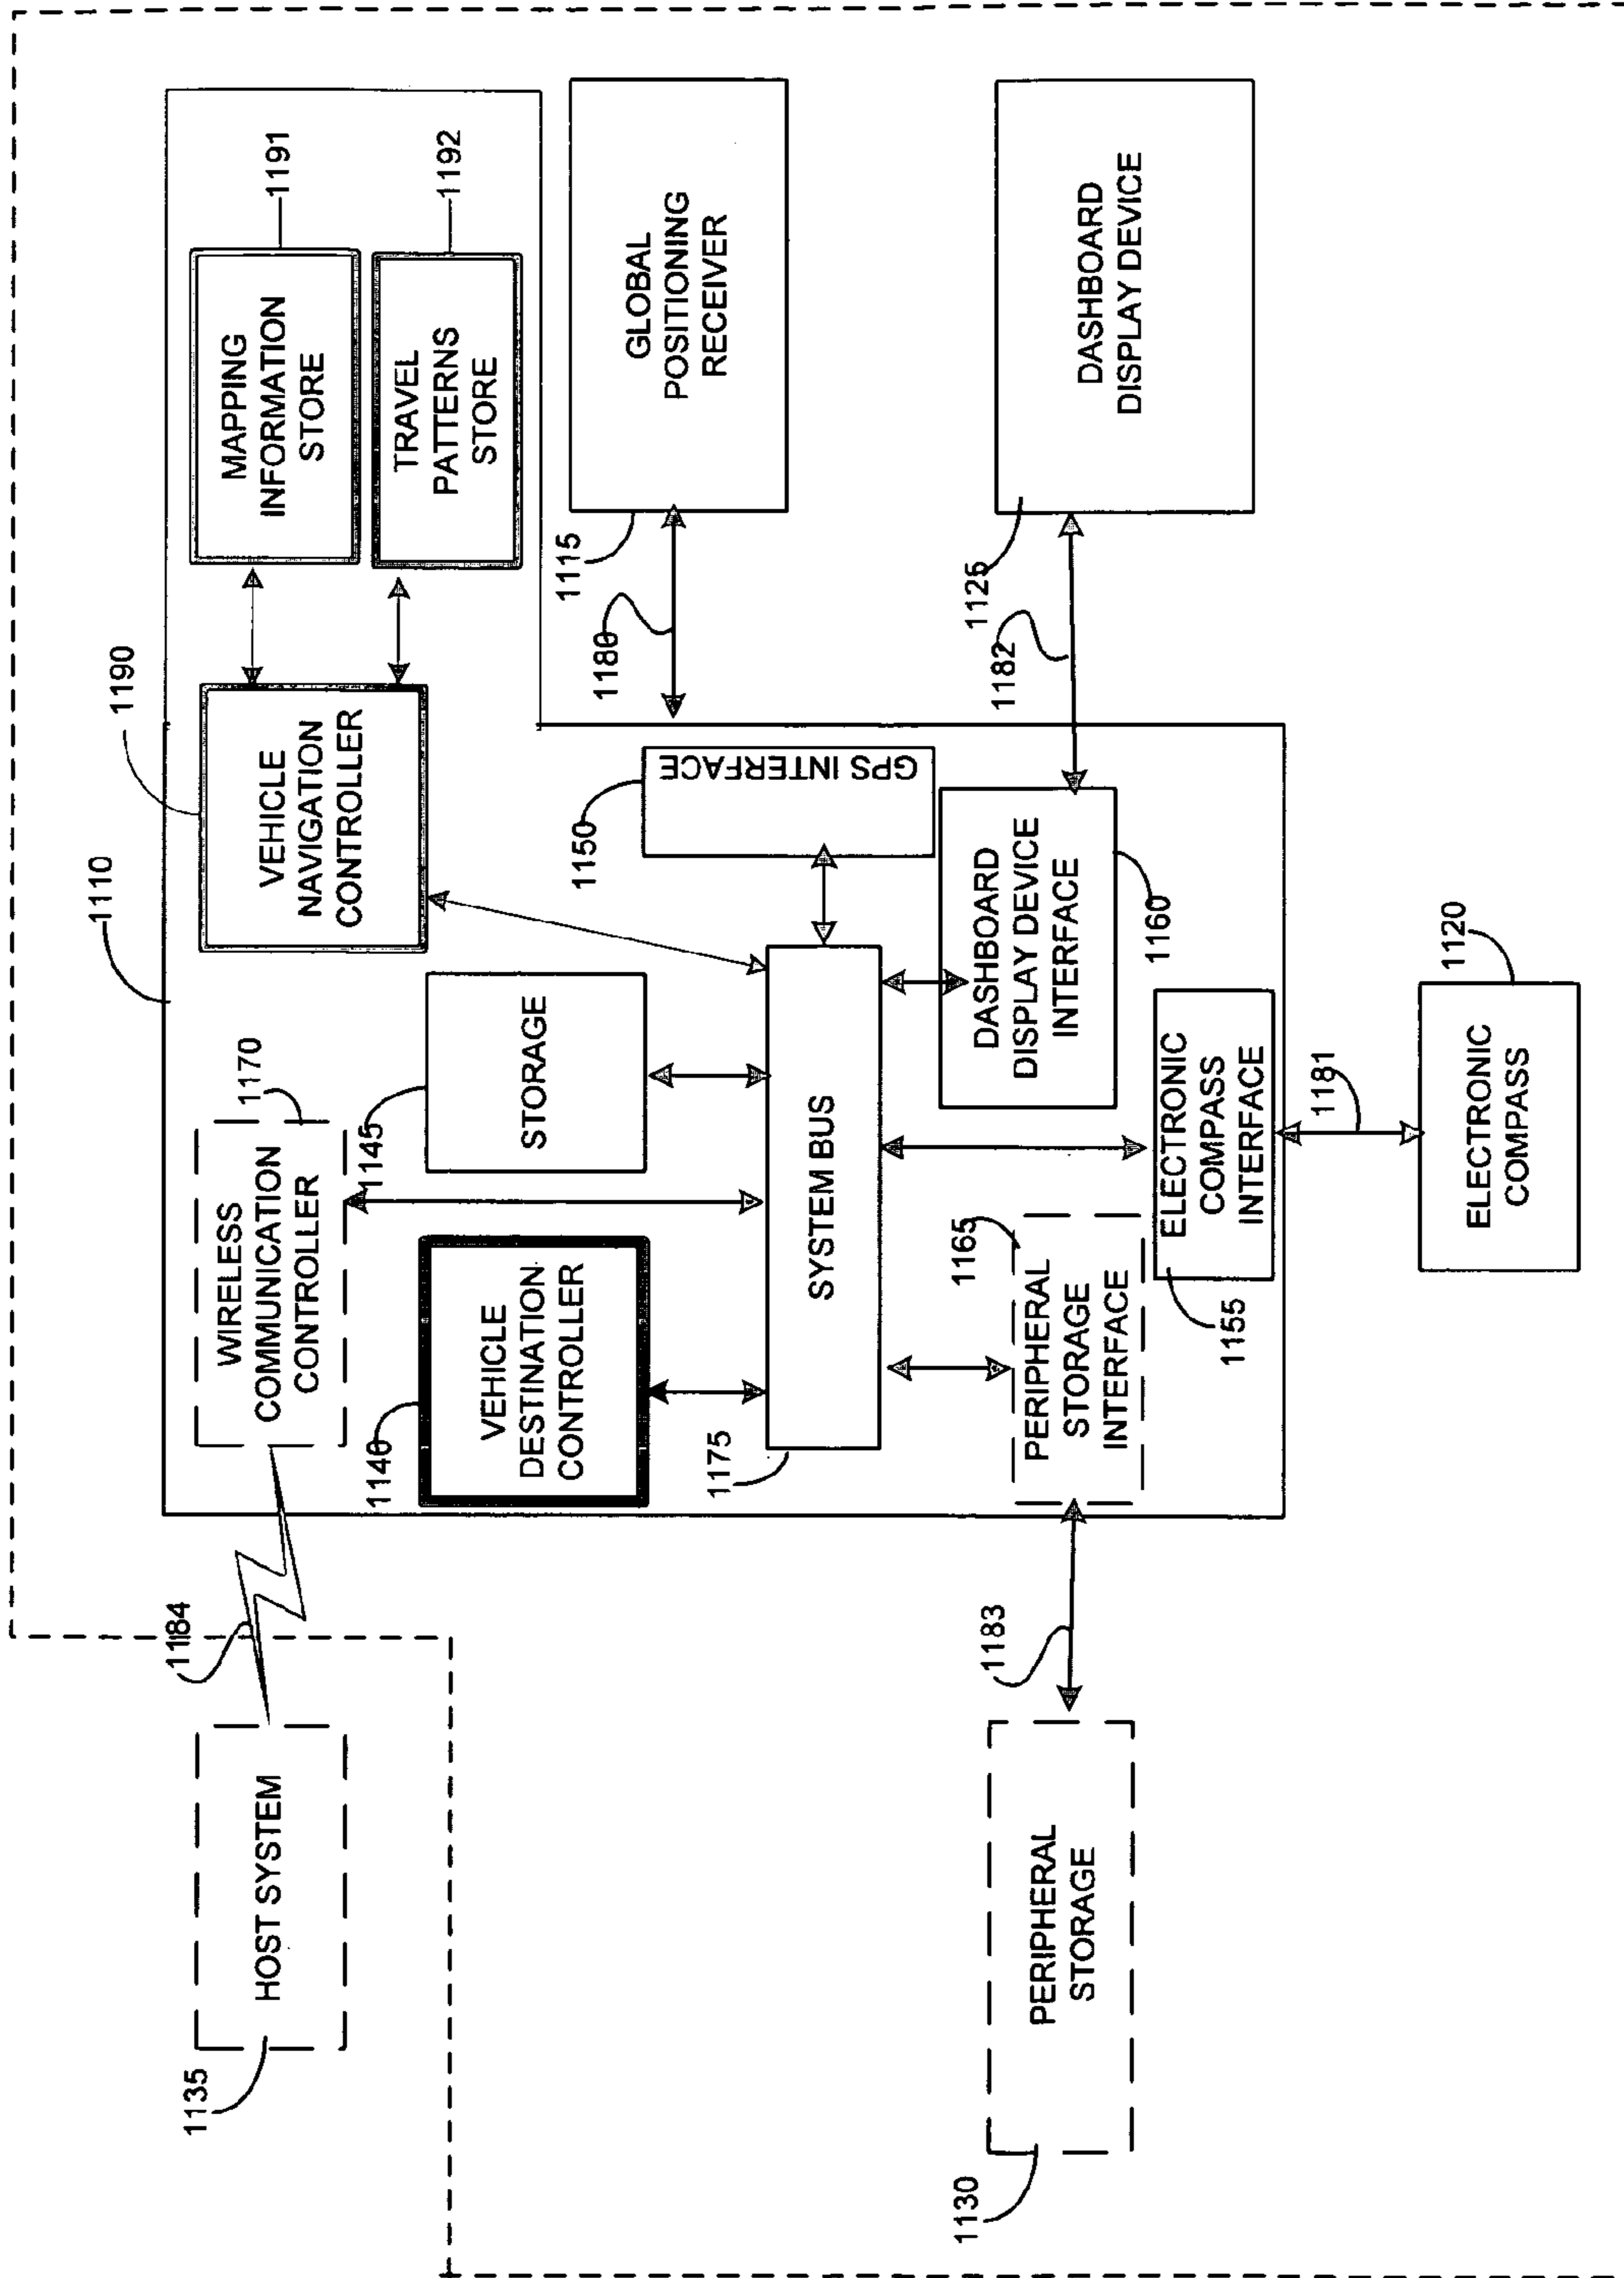 1135
HOST SYSTEM
1184
WIRELESS
COMMUNICATION
CONTROLLER
1170
1110
1190
VEHICLE
NAVIGATION
CONTROLLER
MAPPING
INFORMATION
STORE
1191
TRAVEL
PATTERNS
STORE
1192
1140
VEHICLE
DESTINATION
CONTROLLER
1145
STORAGE
1175
SYSTEM BUS
1150
GPS INTERFACE
1180
1115
GLOBAL
POSITIONING
RECEIVER
1130
PERIPHERAL
STORAGE
1183
PERIPHERAL
STORAGE
INTERFACE
1165
DASHBOARD
DISPLAY DEVICE
INTERFACE
1160
1182
1125
DASHBOARD
DISPLAY DEVICE
1155
ELECTRONIC
COMPASS
INTERFACE
1181
ELECTRONIC
COMPASS
1120